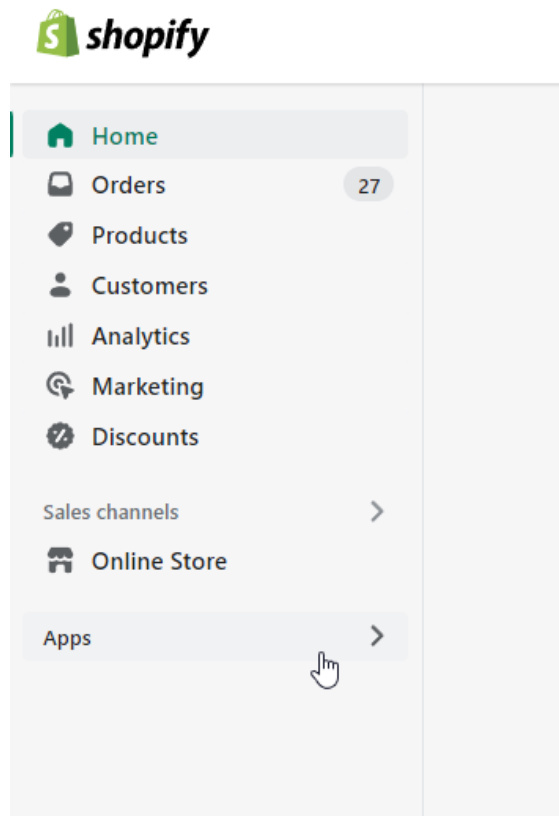 shopify
Home
Orders 27
Products
Customers
Analytics
Marketing
Discounts
Sales channels
Online Store
Apps